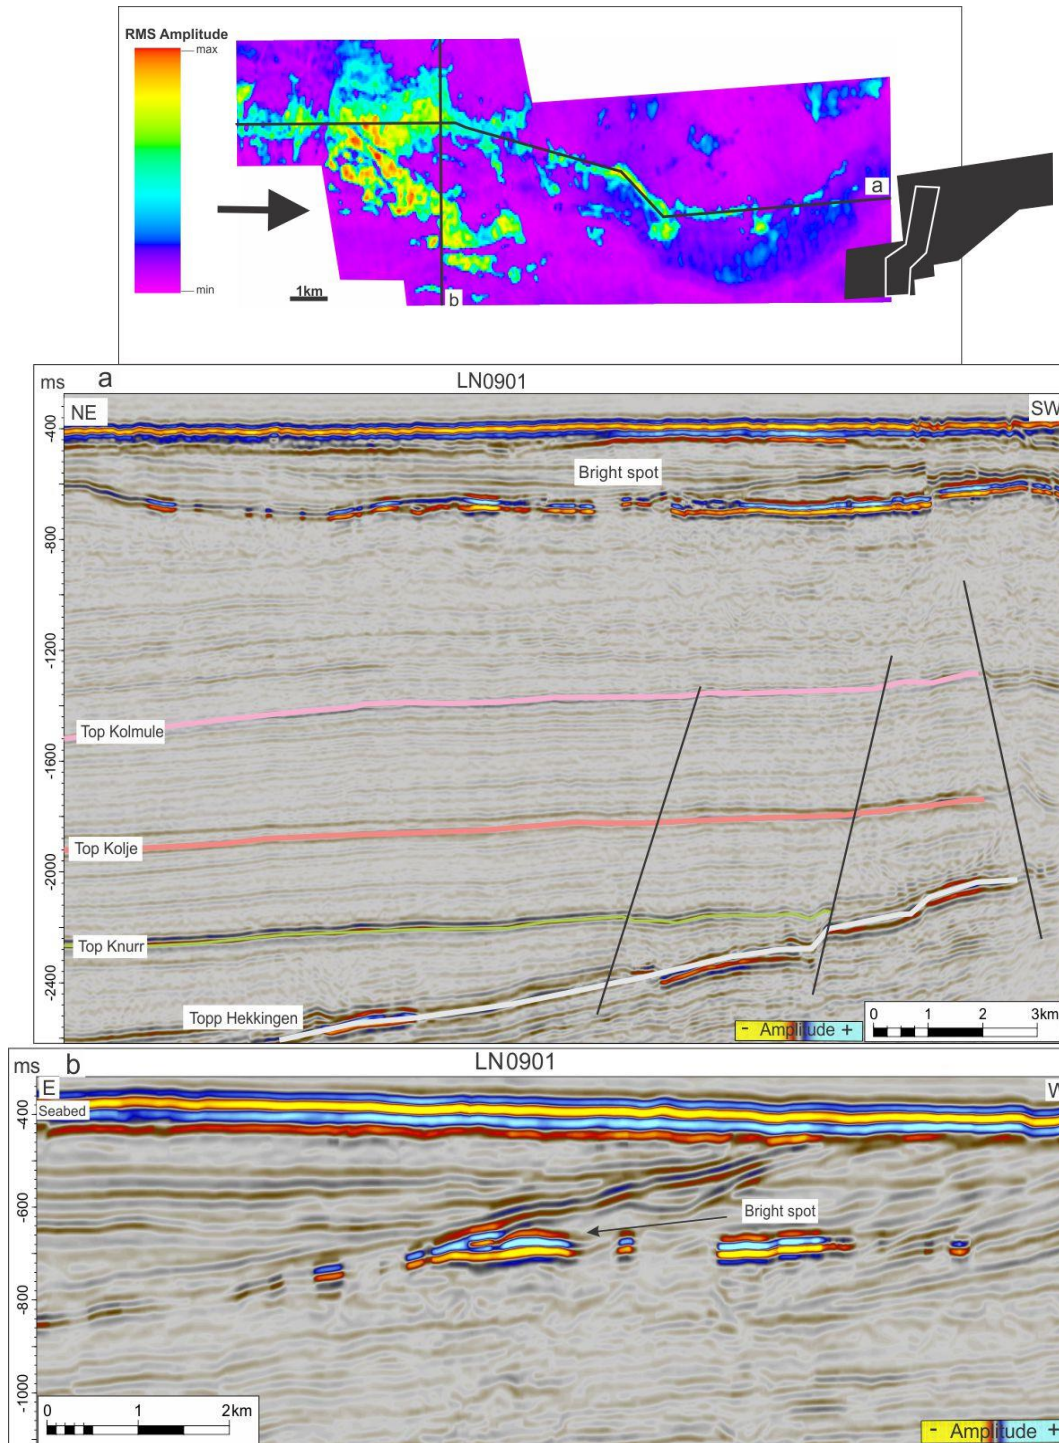 RMS Amplitude
max
min
1km
a
b
ms
a
LN0901
NE
SW
-400
Bright spot
-800
-1200
Top Kolmule
-1600
Top Kolje
-2000
Top Knurr
-2400
Topp Hekkingen
- Amplitude +
0 1 2 3km
ms
b
LN0901
E
W
Seabed
-400
-600
Bright spot
-800
-1000
0 1 2km
- Amplitude +